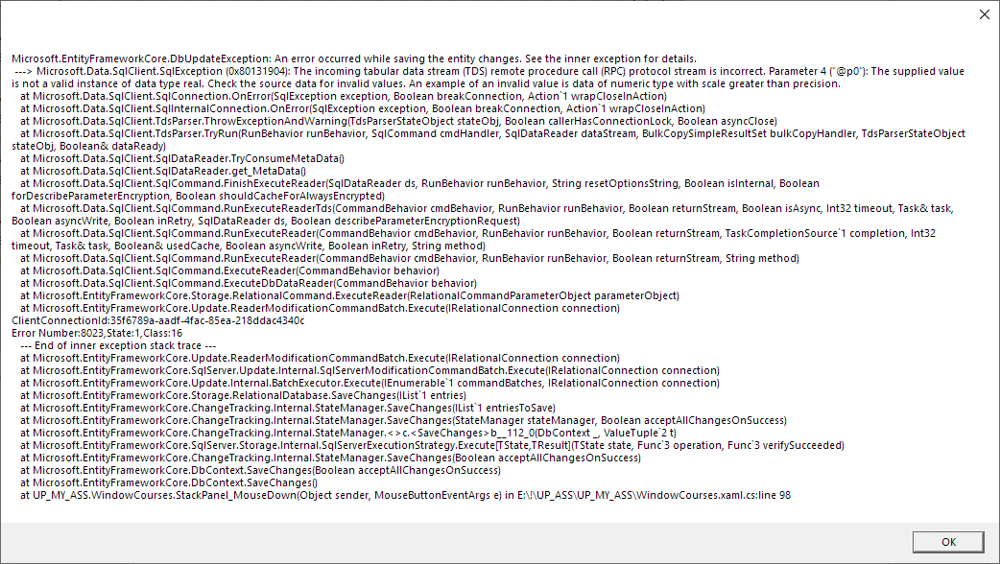 Microsoft.EntityFrameworkCore.DbUpdateException: An error occurred while saving the entity changes. See the inner exception for details.
---> Microsoft.Data.SqlClient.SqlException (0x80131904): The incoming tabular data stream (TDS) remote procedure call (RPC) protocol stream is incorrect. Parameter 4 ("@p0"): The supplied value
is not a valid instance of data type real. Check the source data for invalid values. An example of an invalid value is data of numeric type with scale greater than precision.
at Microsoft.Data.SqlClient.SqlConnection.OnError(SqlException exception, Boolean breakConnection, Action`1 wrapCloseInAction)
at Microsoft.Data.SqlClient.SqlInternalConnection.OnError(SqlException exception, Boolean breakConnection, Action`1 wrapCloseInAction)
at Microsoft.Data.SqlClient.TdsParser.ThrowExceptionAndWarning(TdsParserStateObject stateObj, Boolean callerHasConnectionLock, Boolean asyncClose)
at Microsoft.Data.SqlClient.TdsParser.TryRun(RunBehavior runBehavior, SqlCommand cmdHandler, SqlDataReader dataStream, BulkCopySimpleResultSet bulkCopyHandler, TdsParserStateObject
stateObj, Boolean& dataReady)
at Microsoft.Data.SqlClient.SqlDataReader.TryConsumeMetaData()
at Microsoft.Data.SqlClient.SqlDataReader.get_MetaData()
at Microsoft.Data.SqlClient.SqlCommand.FinishExecuteReader(SqlDataReader ds, RunBehavior runBehavior, String resetOptionsString, Boolean isInternal, Boolean
forDescribeParameterEncryption, Boolean shouldCacheForAlwaysEncrypted)
at Microsoft.Data.SqlClient.SqlCommand.RunExecuteReaderTds(CommandBehavior cmdBehavior, RunBehavior runBehavior, Boolean returnStream, Boolean isAsync, Int32 timeout, Task& task,
Boolean asyncWrite, Boolean inRetry, SqlDataReader ds, Boolean describeParameterEncryptionRequest)
at Microsoft.Data.SqlClient.SqlCommand.RunExecuteReader(CommandBehavior cmdBehavior, RunBehavior runBehavior, Boolean returnStream, TaskCompletionSource`1 completion, Int32
timeout, Task& task, Boolean& usedCache, Boolean asyncWrite, Boolean inRetry, String method)
at Microsoft.Data.SqlClient.SqlCommand.RunExecuteReader(CommandBehavior cmdBehavior, RunBehavior runBehavior, Boolean returnStream, String method)
at Microsoft.Data.SqlClient.SqlCommand.ExecuteReader(CommandBehavior behavior)
at Microsoft.Data.SqlClient.SqlCommand.ExecuteDbDataReader(CommandBehavior behavior)
at Microsoft.EntityFrameworkCore.Storage.RelationalCommand.ExecuteReader(RelationalCommandParameterObject parameterObject)
at Microsoft.EntityFrameworkCore.Update.ReaderModificationCommandBatch.Execute(IRelationalConnection connection)
ClientConnectionId:35f6789a-aadf-4fac-85ea-218ddac4340c
Error Number:8023,State:1,Class:16
--- End of inner exception stack trace ---
at Microsoft.EntityFrameworkCore.Update.ReaderModificationCommandBatch.Execute(IRelationalConnection connection)
at Microsoft.EntityFrameworkCore.SqlServer.Update.Internal.SqlServerModificationCommandBatch.Execute(IRelationalConnection connection)
at Microsoft.EntityFrameworkCore.Update.Internal.BatchExecutor.Execute(IEnumerable`1 commandBatches, IRelationalConnection connection)
at Microsoft.EntityFrameworkCore.Storage.RelationalDatabase.SaveChanges(IList`1 entries)
at Microsoft.EntityFrameworkCore.ChangeTracking.Internal.StateManager.SaveChanges(IList`1 entriesToSave)
at Microsoft.EntityFrameworkCore.ChangeTracking.Internal.StateManager.SaveChanges(StateManager stateManager, Boolean acceptAllChangesOnSuccess)
at Microsoft.EntityFrameworkCore.ChangeTracking.Internal.StateManager.<>c.<SaveChanges>b__112_0(DbContext _, ValueTuple`2 t)
at Microsoft.EntityFrameworkCore.SqlServer.Storage.Internal.SqlServerExecutionStrategy.Execute[TState,TResult](TState state, Func`3 operation, Func`3 verifySucceeded)
at Microsoft.EntityFrameworkCore.ChangeTracking.Internal.StateManager.SaveChanges(Boolean acceptAllChangesOnSuccess)
at Microsoft.EntityFrameworkCore.DbContext.SaveChanges(Boolean acceptAllChangesOnSuccess)
at Microsoft.EntityFrameworkCore.DbContext.SaveChanges()
at UP_MY_ASS.WindowCourses.StackPanel_MouseDown(Object sender, MouseButtonEventArgs e) in E:\!\UP_ASS\UP_MY_ASS\WindowCourses.xaml.cs:line 98
OK